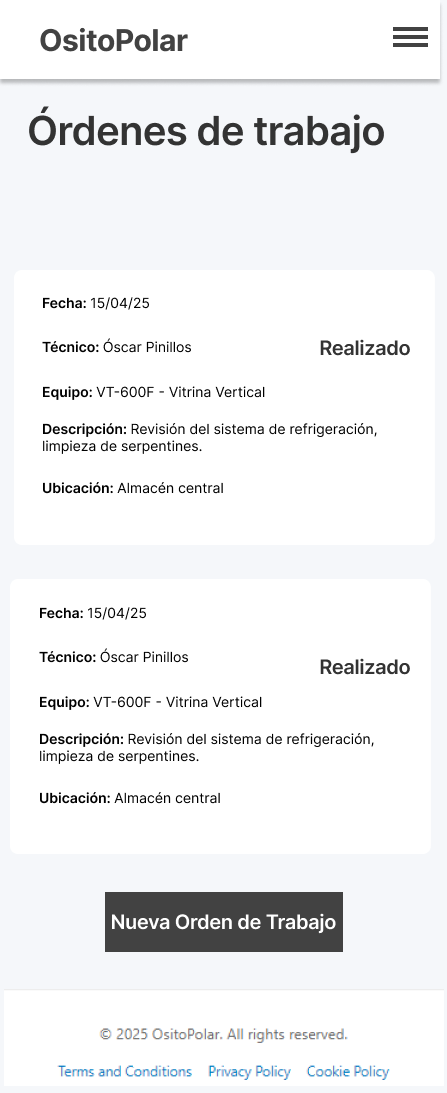 OsitoPolar
Órdenes de trabajo
Fecha: 15/04/25
Técnico: Óscar Pinillos
Realizado
Equipo: VT-600F - Vitrina Vertical
Descripción: Revisión del sistema de refrigeración,
limpieza de serpentines.
Ubicación: Almacén central
Fecha: 15/04/25
Técnico: Óscar Pinillos
Realizado
Equipo: VT-600F - Vitrina Vertical
Descripción: Revisión del sistema de refrigeración,
limpieza de serpentines.
Ubicación: Almacén central
Nueva Orden de Trabajo
© 2025 OsitoPolar. All rights reserved.
Terms and Conditions Privacy Policy Cookie Policy